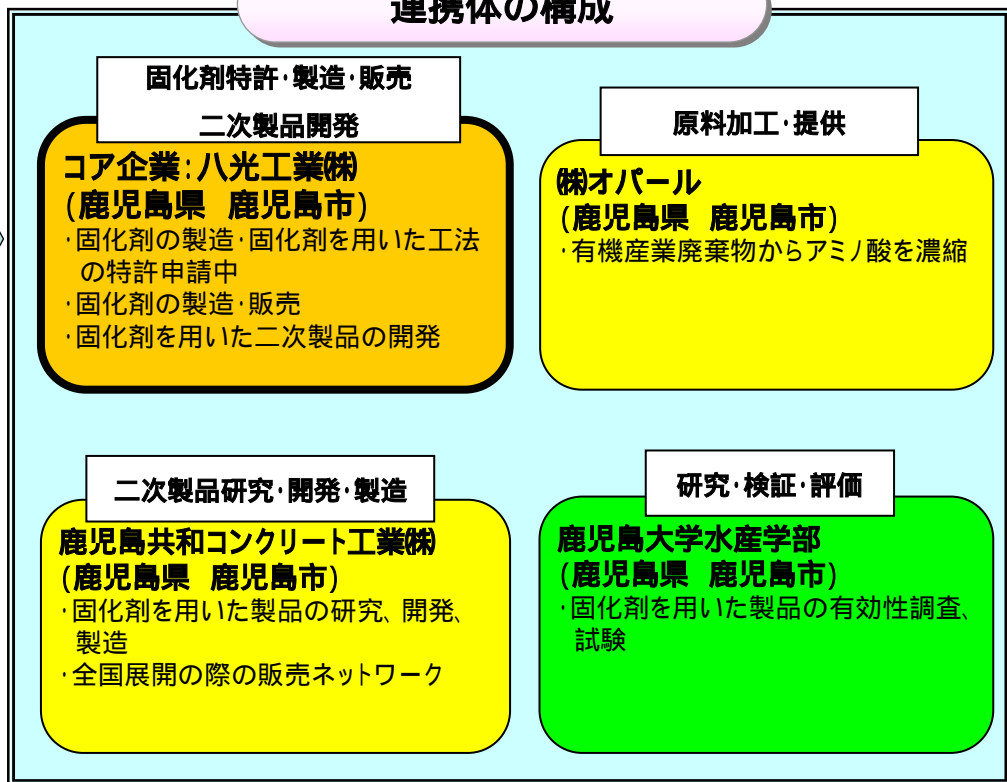 連携体の構成
固化剤特許・製造・販売
二次製品開発
コア企業：八光工業㈱
(鹿児島県 鹿児島市)
・固化剤の製造・固化剤を用いた工法
の特許申請中
・固化剤の製造・販売
・固化剤を用いた二次製品の開発
原料加工・提供
㈱オパール
(鹿児島県 鹿児島市)
・有機産業廃棄物からアミノ酸を濃縮
二次製品研究・開発・製造
鹿児島共和コンクリート工業㈱
(鹿児島県 鹿児島市)
・固化剤を用いた製品の研究、開発、
製造
・全国展開の際の販売ネットワーク
研究・検証・評価
鹿児島大学水産学部
(鹿児島県 鹿児島市)
・固化剤を用いた製品の有効性調査、
試験